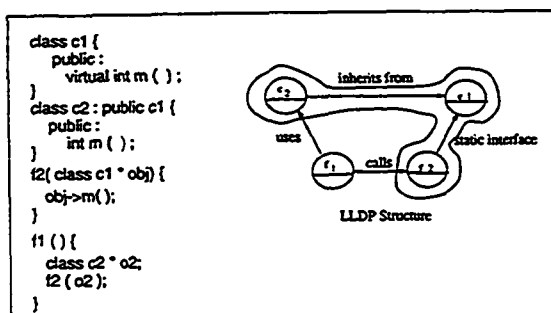 class c1 {
public :
virtual int m ( ) ;
}
class c2 : public c1 {
public :
int m ( ) ;
}
f2( class c1 * obj) {
obj->m();
}
f1 () {
class c2 * o2;
f2 ( o2 );
}
inherits from
c2
c1
uses
static interface
f1
calls
f2
LLDP Structure